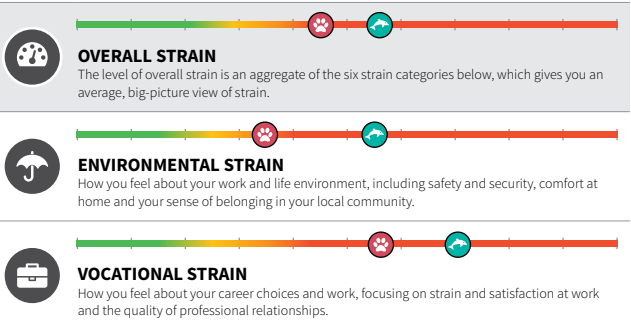 OVERALL STRAIN
The level of overall strain is an aggregate of the six strain categories below, which gives you an
average, big-picture view of strain.
ENVIRONMENTAL STRAIN
How you feel about your work and life environment, including safety and security, comfort at
home and your sense of belonging in your local community.
VOCATIONAL STRAIN
How you feel about your career choices and work, focusing on strain and satisfaction at work
and the quality of professional relationships.